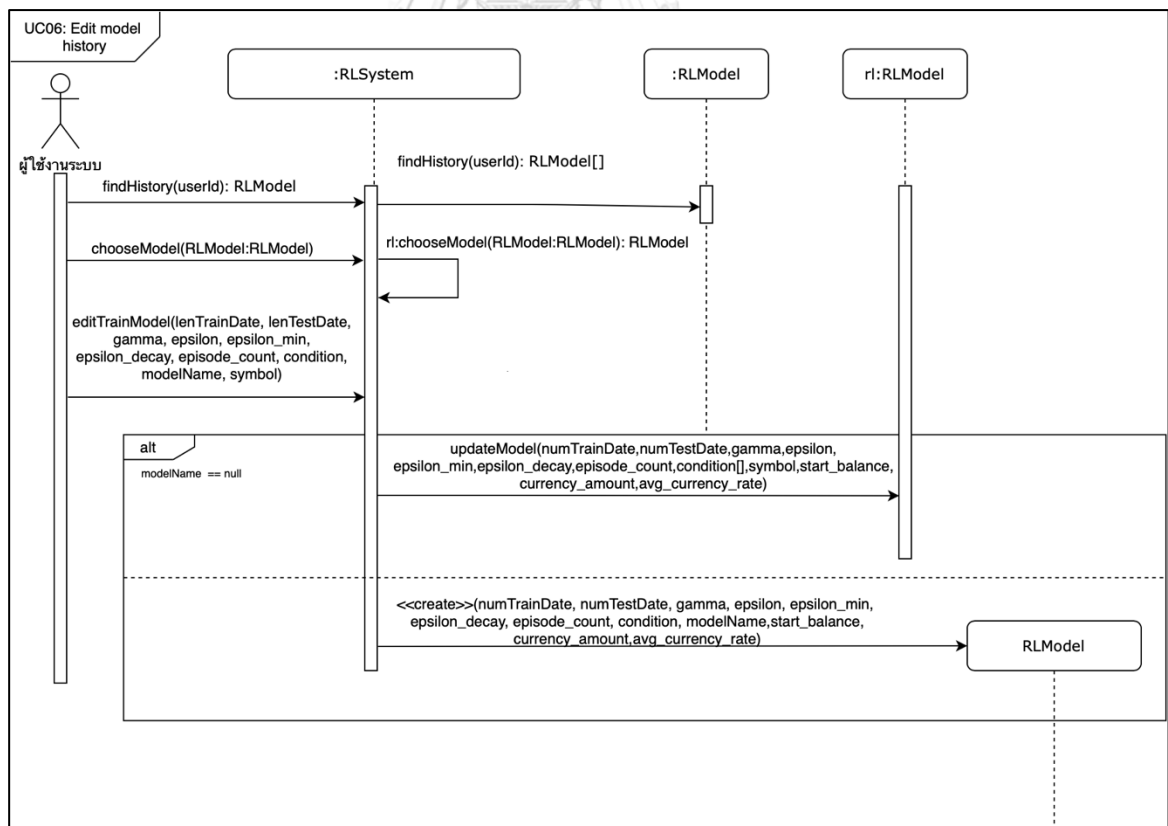 UC06: Edit model
history
:RLSystem
:RLModel
rl:RLModel
ผู้ใช้งานระบบ
findHistory(userId): RLModel[]
findHistory(userId): RLModel
chooseModel(RLModel:RLModel)
rl:chooseModel(RLModel:RLModel): RLModel
editTrainModel(lenTrainDate, lenTestDate,
gamma, epsilon, epsilon_min,
epsilon_decay, episode_count, condition,
modelName, symbol)
alt
modelName == null
updateModel(numTrainDate,numTestDate,gamma,epsilon,
epsilon_min,epsilon_decay,episode_count,condition[],symbol,start_balance,
currency_amount,avg_currency_rate)
<<create>>(numTrainDate, numTestDate, gamma, epsilon, epsilon_min,
epsilon_decay, episode_count, condition, modelName,start_balance,
currency_amount,avg_currency_rate)
RLModel